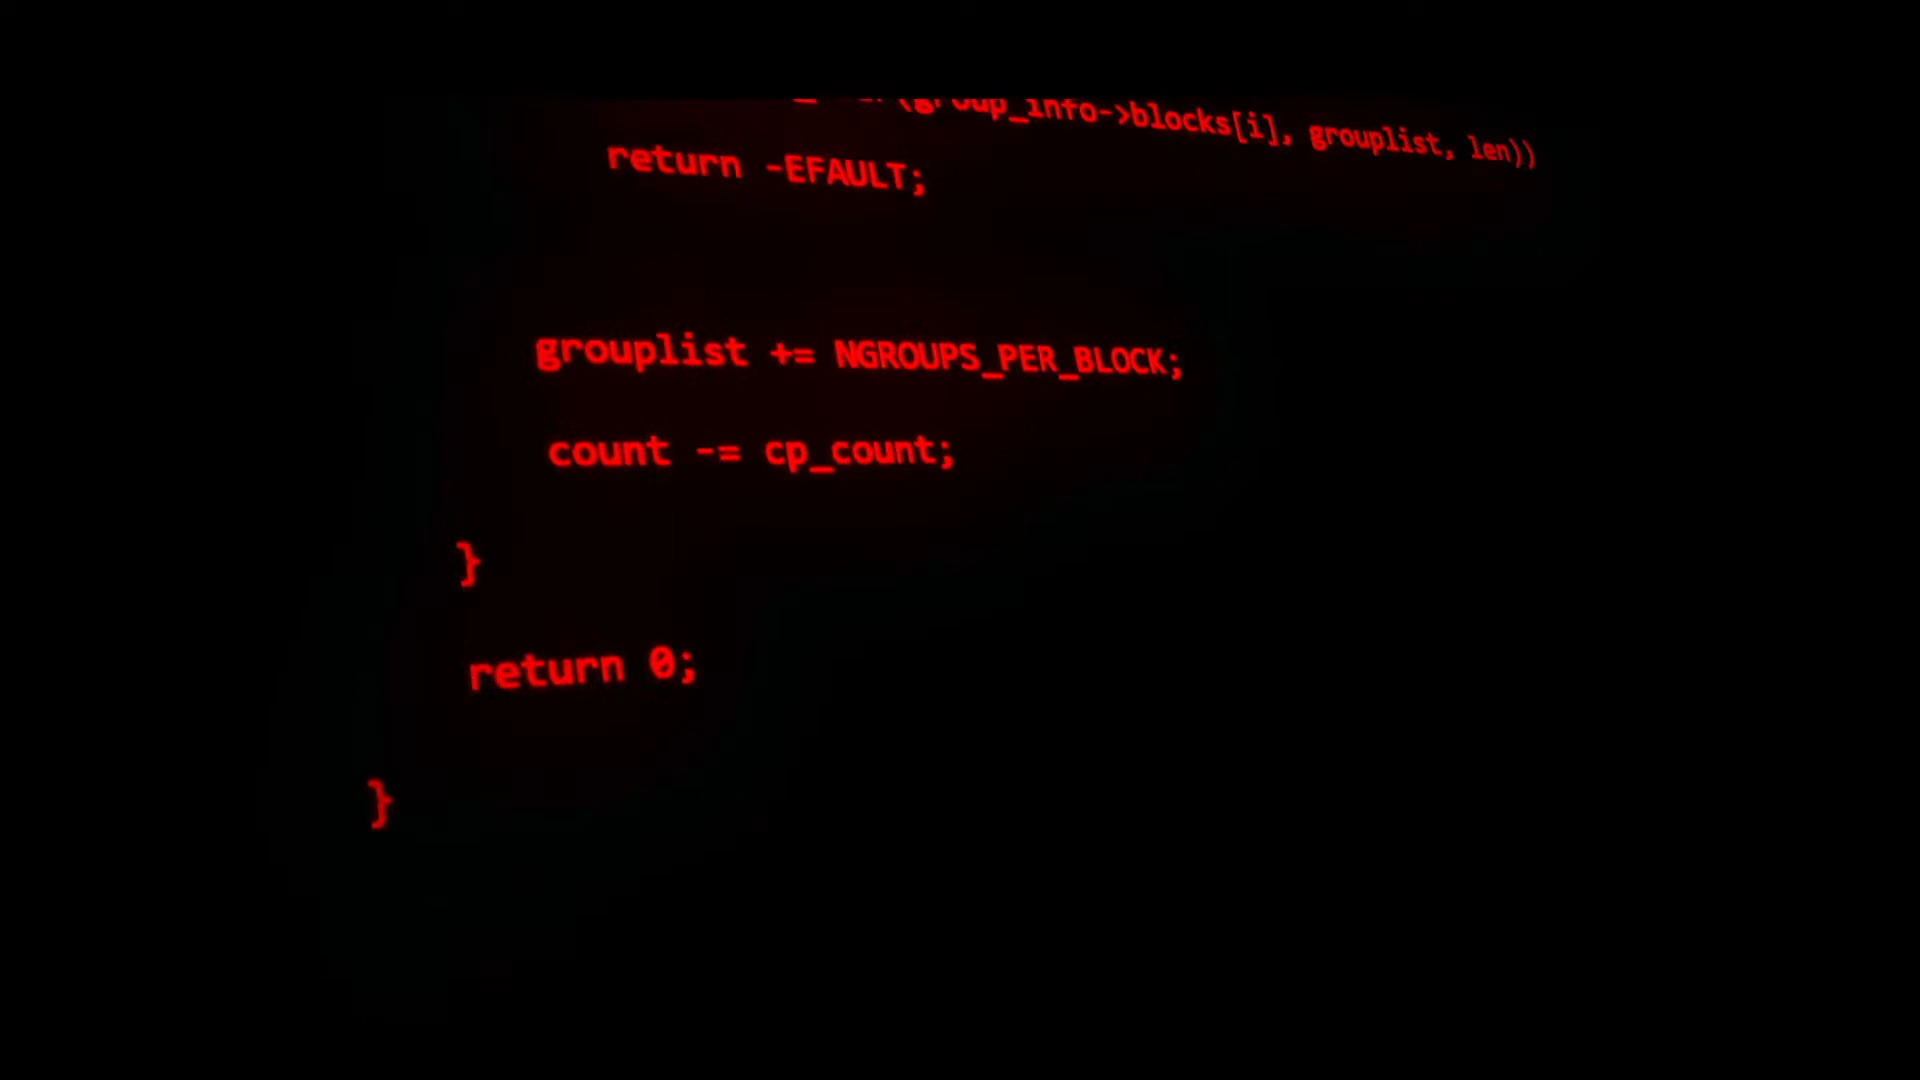 (group_info->blocks[i], grouplist, len))
return -EFAULT;
grouplist += NGROUPS_PER_BLOCK;
count -= cp_count;
}
return 0;
}